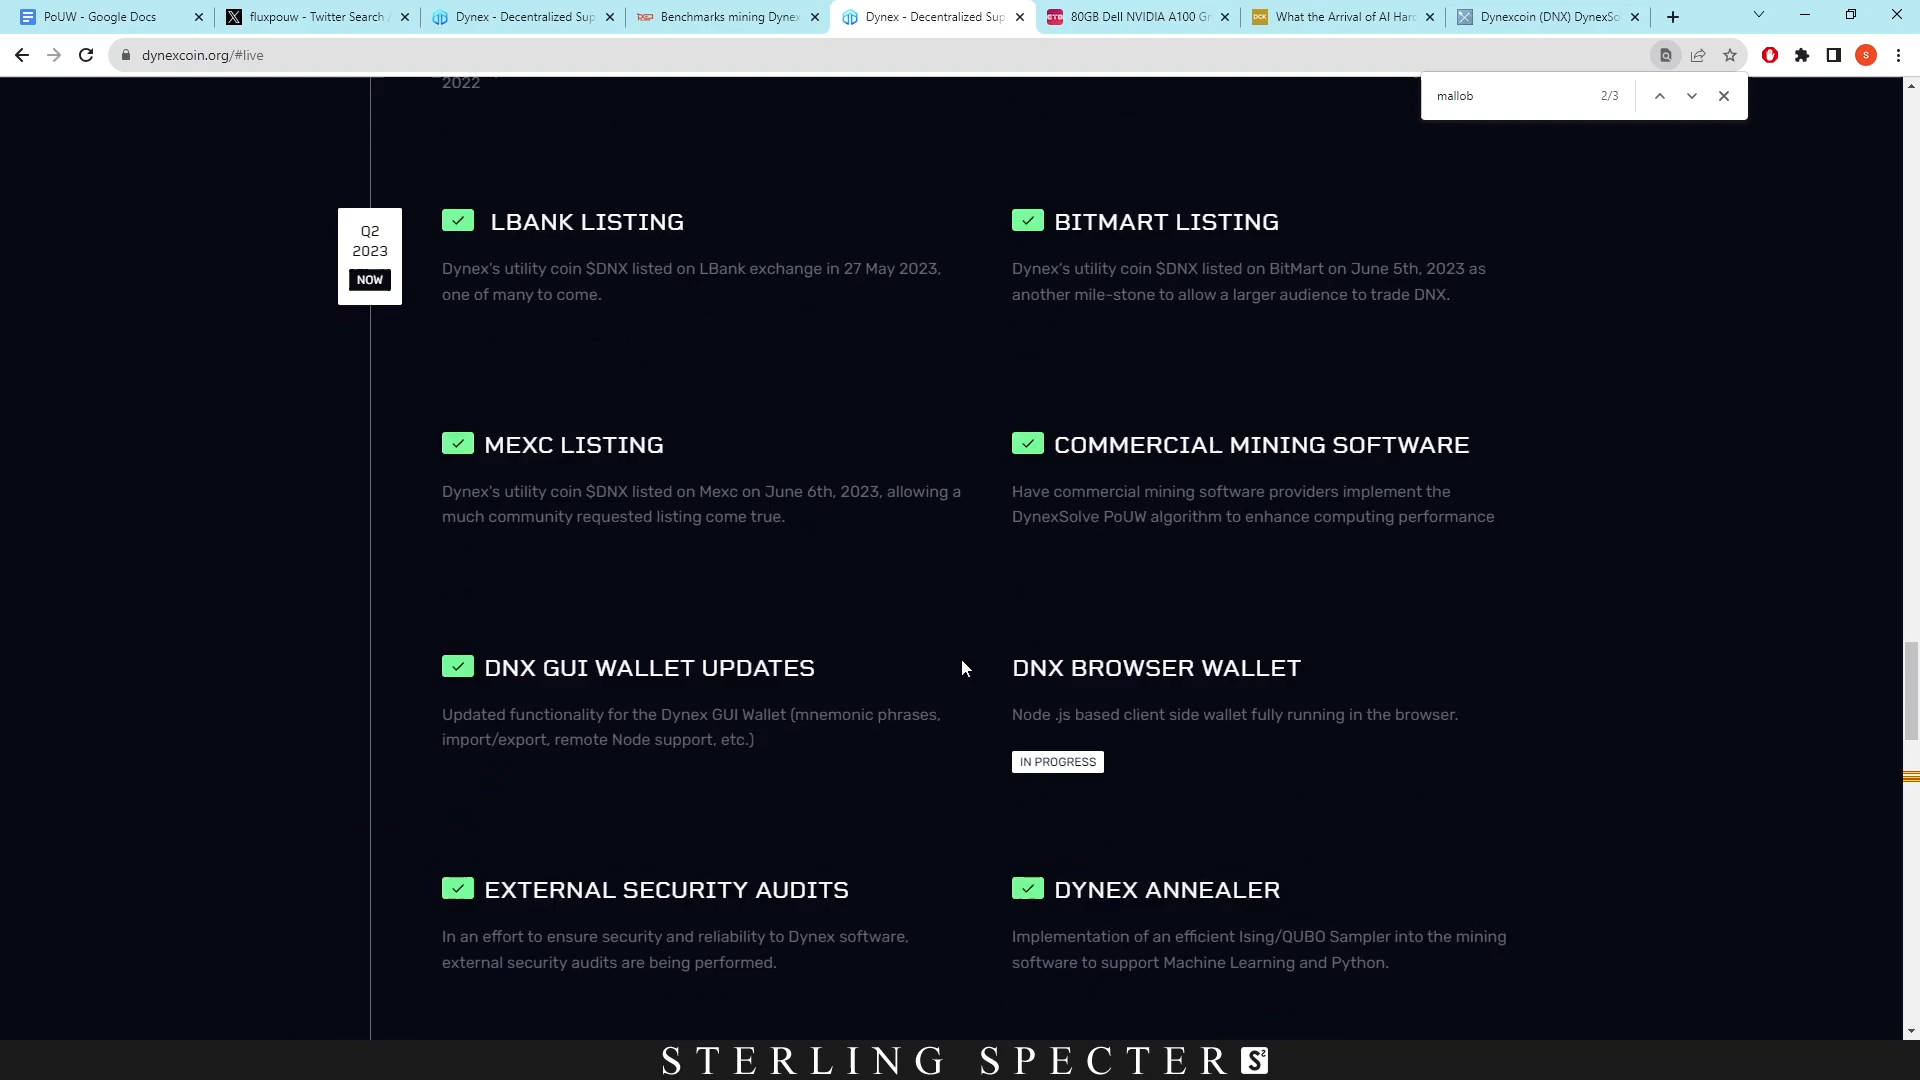 PoUW - Google Docs
fluxpouw - Twitter Search /
Dynex - Decentralized Sup
Benchmarks mining Dynex
Dynex - Decentralized Sup
80GB Dell NVIDIA A100 Gr
What the Arrival of AI Hard
Dynexcoin (DNX) DynexSo
dynexcoin.org/#live
mallob 2/3
2022
Q2
2023
NOW
LBANK LISTING
Dynex's utility coin $DNX listed on LBank exchange in 27 May 2023,
one of many to come.
BITMART LISTING
Dynex's utility coin $DNX listed on BitMart on June 5th, 2023 as
another mile-stone to allow a larger audience to trade DNX.
MEXC LISTING
Dynex's utility coin $DNX listed on Mexc on June 6th, 2023, allowing a
much community requested listing come true.
COMMERCIAL MINING SOFTWARE
Have commercial mining software providers implement the
DynexSolve PoUW algorithm to enhance computing performance
DNX GUI WALLET UPDATES
Updated functionality for the Dynex GUI Wallet (mnemonic phrases,
import/export, remote Node support, etc.)
DNX BROWSER WALLET
Node .js based client side wallet fully running in the browser.
IN PROGRESS
EXTERNAL SECURITY AUDITS
In an effort to ensure security and reliability to Dynex software,
external security audits are being performed.
DYNEX ANNEALER
Implementation of an efficient Ising/QUBO Sampler into the mining
software to support Machine Learning and Python.
STERLING SPECTER